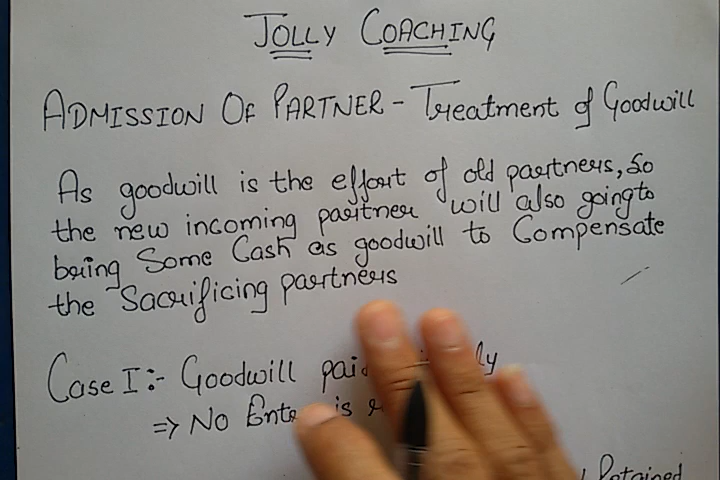 JOLLY COACHING
ADMISSION OF PARTNER - Treatment of Goodwill
As goodwill is the effort of old partners, So
the new incoming partner will also going to
bring Some Cash as goodwill to Compensate
the Sacrificing partners
Case I :- Goodwill
⇒ No is
Retained